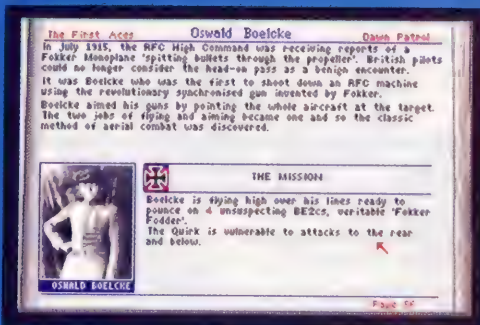 The First Aces
Oswald Boelcke
Dawn Patrol
In July 1915, the RFC High Command was receiving reports of a
Fokker Monoplane 'spitting bullets through the propeller'. British pilots
could no longer consider the head-on pass as a benign encounter.
It was Boelcke who was the first to shoot down an RFC machine
using the revolutionary synchronised gun invented by Fokker.
Boelcke aimed his guns by pointing the whole aircraft at the target.
The two jobs of flying and aiming became one and so the classic
method of aerial combat was discovered.
THE MISSION
Boelcke is flying high over his lines ready to
pounce on 4 unsuspecting BE2cs, veritable 'Fokker
Fodder'.
The Quirk is vulnerable to attacks to the rear
and below.
OSWALD BOELCKE
Page